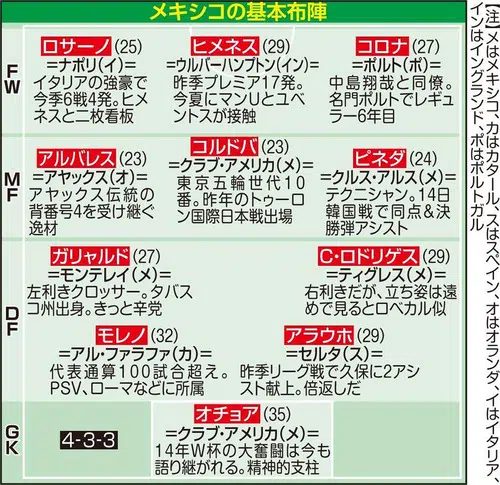 メキシコの基本布陣
FW
ロサーノ(25)
=ナポリ(イ)=
イタリアの強豪で
今季6戦4発。ヒメ
ネスと二枚看板
ヒメネス(29)
=ウルバーハンプトン(イン)=
昨季プレミア17発。
今夏にマンUとユベ
ントスが接触
コロナ(27)
=ポルト(ポ)=
中島翔哉と同僚。
名門ポルトでレギュ
ラー6年目
MF
アルバレス(23)
=アヤックス(オ)=
アヤックス伝統の
背番号4を受け継ぐ
逸材
コルドバ(23)
=クラブ・アメリカ(メ)=
東京五輪世代10
番。昨年のトゥーロ
ン国際日本戦出場
ピネダ(24)
=クルス・アルス(メ)=
テクニシャン。14日
韓国戦で同点&決
勝弾アシスト
DF
ガリャルド(27)
=モンテレイ(メ)=
左利きクロッサー。タバス
コ州出身。きっと辛党
C・ロドリゲス(29)
=ティグレス(メ)=
右利きだが、立ち姿は遠
めで見るとロベカル似
モレノ(32)
=アル・ファラファ(カ)=
代表通算100試合超え。
PSV、ローマなどに所属
アラウホ(29)
=セルタ(ス)=
昨季リーグ戦で久保に2ア
シスト献上。倍返しだ
GK
4-3-3
オチョア(35)
=クラブ・アメリカ(メ)=
14年W杯の大奮闘は今も
語り継がれる。精神的支柱
【注】メはメキシコ、カはカタール、スはスペイン、オはオランダ、イはイタリア、
インはイングランド、ポはポルトガル